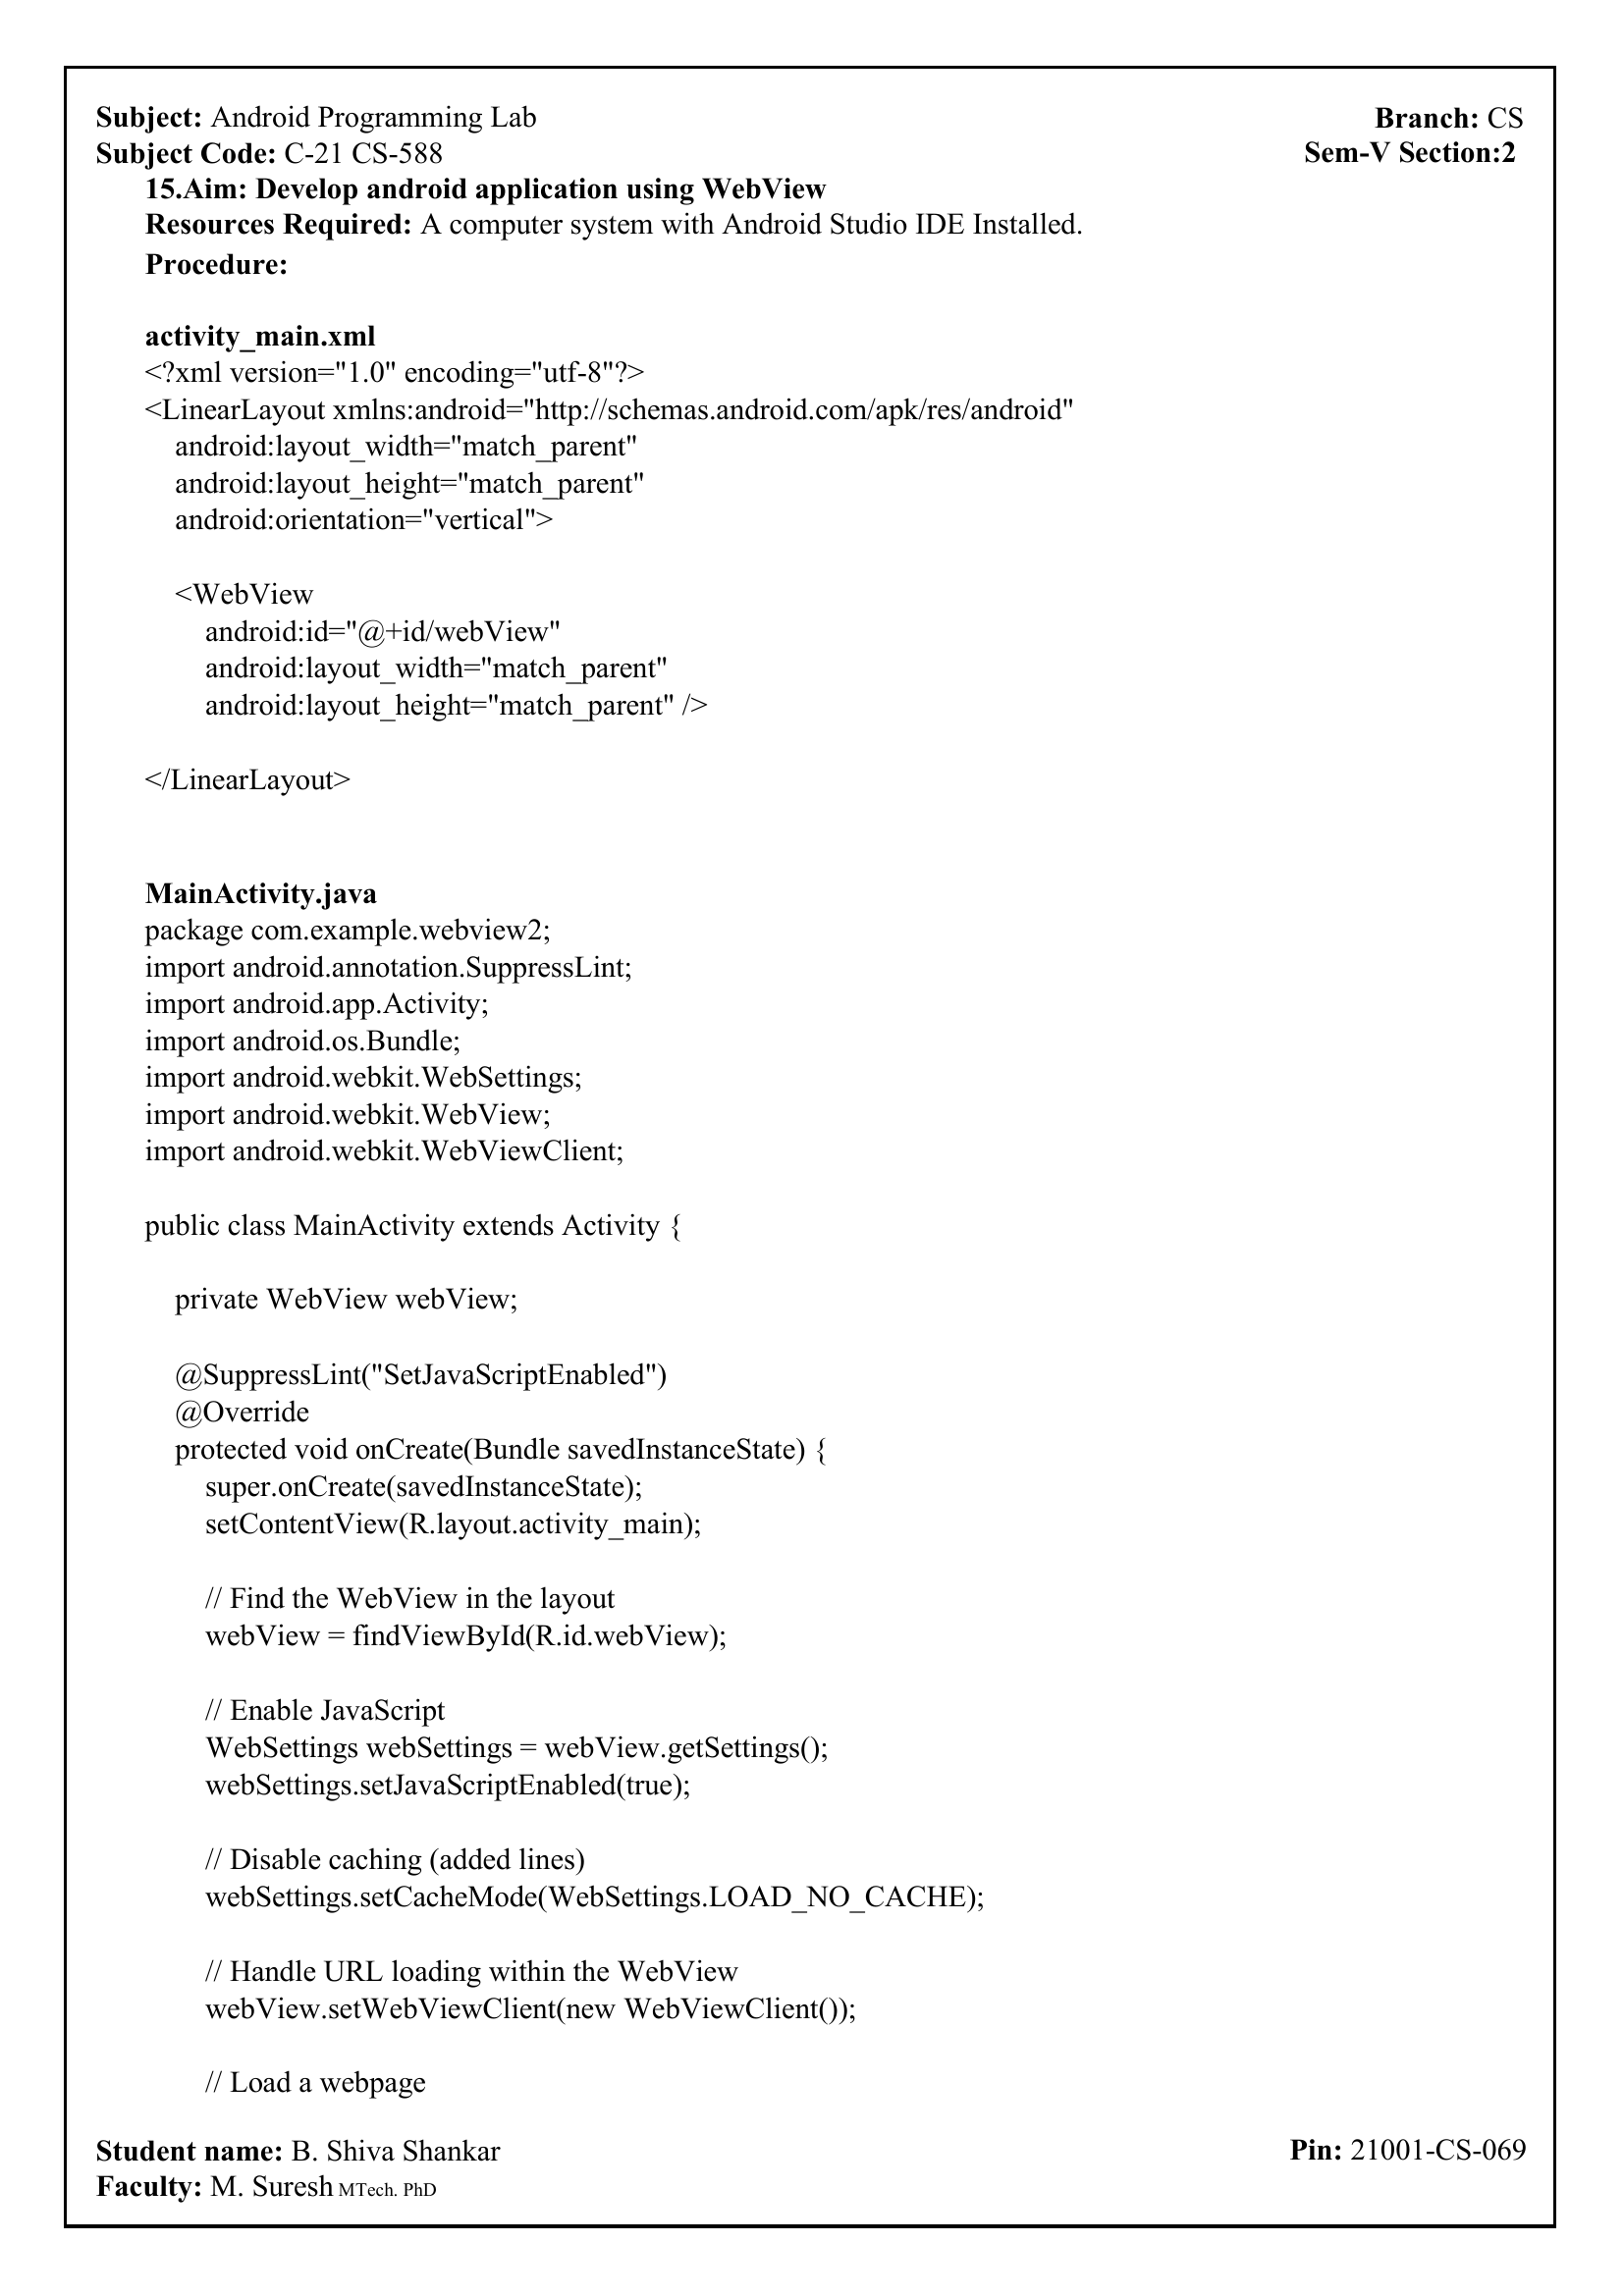 Subject: Android Programming Lab Branch: CS
Subject Code: C-21 CS-588 Sem-V Section:2
15.Aim: Develop android application using WebView
Resources Required: A computer system with Android Studio IDE Installed.
Procedure:
activity_main.xml
<?xml version="1.0" encoding="utf-8"?>
<LinearLayout xmlns:android="http://schemas.android.com/apk/res/android"
    android:layout_width="match_parent"
    android:layout_height="match_parent"
    android:orientation="vertical">
    <WebView
        android:id="@+id/webView"
        android:layout_width="match_parent"
        android:layout_height="match_parent" />
</LinearLayout>
MainActivity.java
package com.example.webview2;
import android.annotation.SuppressLint;
import android.app.Activity;
import android.os.Bundle;
import android.webkit.WebSettings;
import android.webkit.WebView;
import android.webkit.WebViewClient;
public class MainActivity extends Activity {
    private WebView webView;
    @SuppressLint("SetJavaScriptEnabled")
    @Override
    protected void onCreate(Bundle savedInstanceState) {
        super.onCreate(savedInstanceState);
        setContentView(R.layout.activity_main);
        // Find the WebView in the layout
        webView = findViewById(R.id.webView);
        // Enable JavaScript
        WebSettings webSettings = webView.getSettings();
        webSettings.setJavaScriptEnabled(true);
        // Disable caching (added lines)
        webSettings.setCacheMode(WebSettings.LOAD_NO_CACHE);
        // Handle URL loading within the WebView
        webView.setWebViewClient(new WebViewClient());
        // Load a webpage
Student name: B. Shiva Shankar Pin: 21001-CS-069
Faculty: M. Suresh MTech. PhD